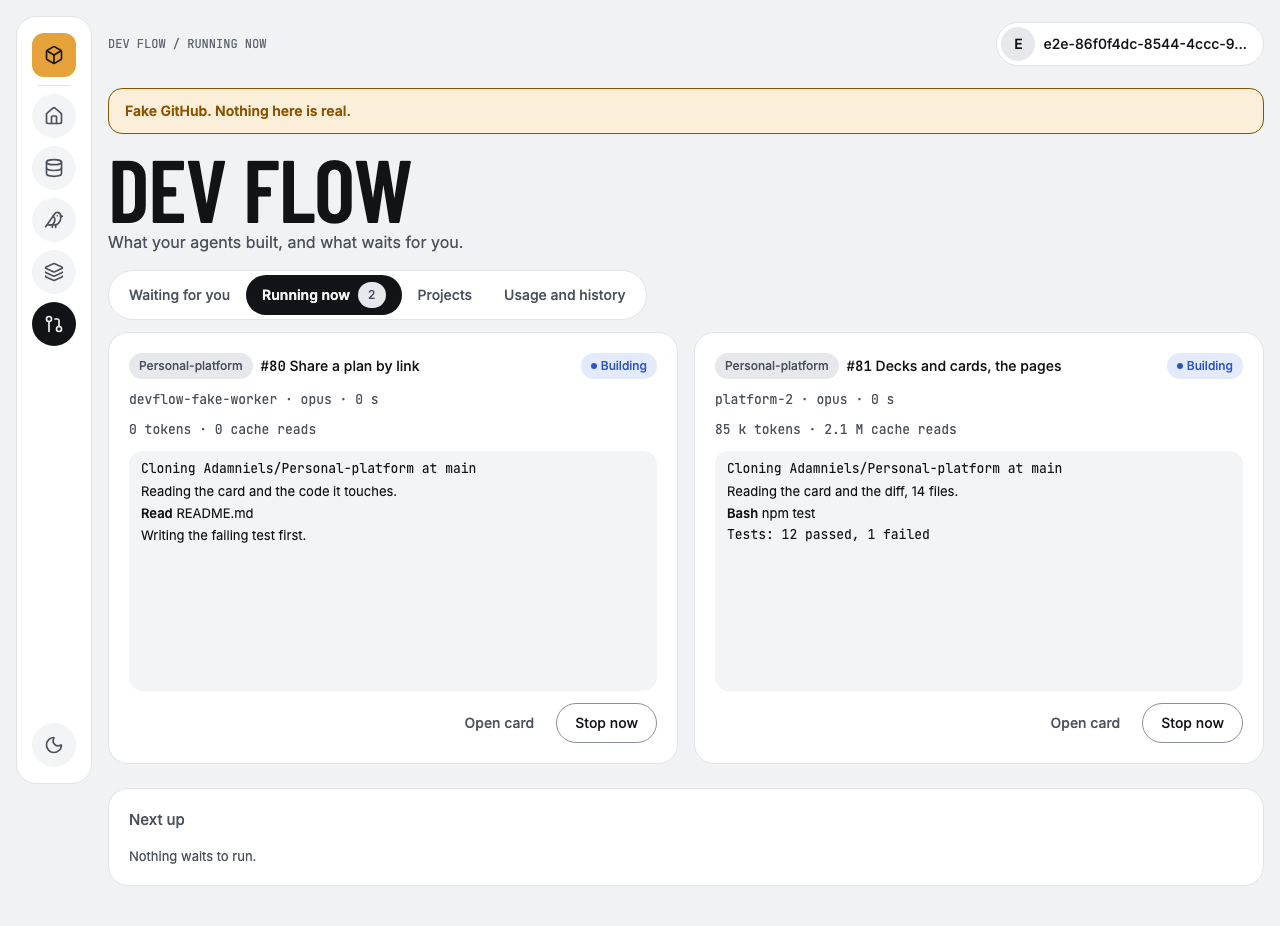 DEV FLOW / RUNNING NOW
E
e2e-86f0f4dc-8544-4ccc-9...
Fake GitHub. Nothing here is real.
DEV FLOW
What your agents built, and what waits for you.
Waiting for you
Running now 2
Projects
Usage and history
Personal-platform #80 Share a plan by link
Building
devflow-fake-worker · opus · 0 s
0 tokens · 0 cache reads
Cloning Adamniels/Personal-platform at main
Reading the card and the code it touches.
Read README.md
Writing the failing test first.
Open card
Stop now
Personal-platform #81 Decks and cards, the pages
Building
platform-2 · opus · 0 s
85 k tokens · 2.1 M cache reads
Cloning Adamniels/Personal-platform at main
Reading the card and the diff, 14 files.
Bash npm test
Tests: 12 passed, 1 failed
Open card
Stop now
Next up
Nothing waits to run.